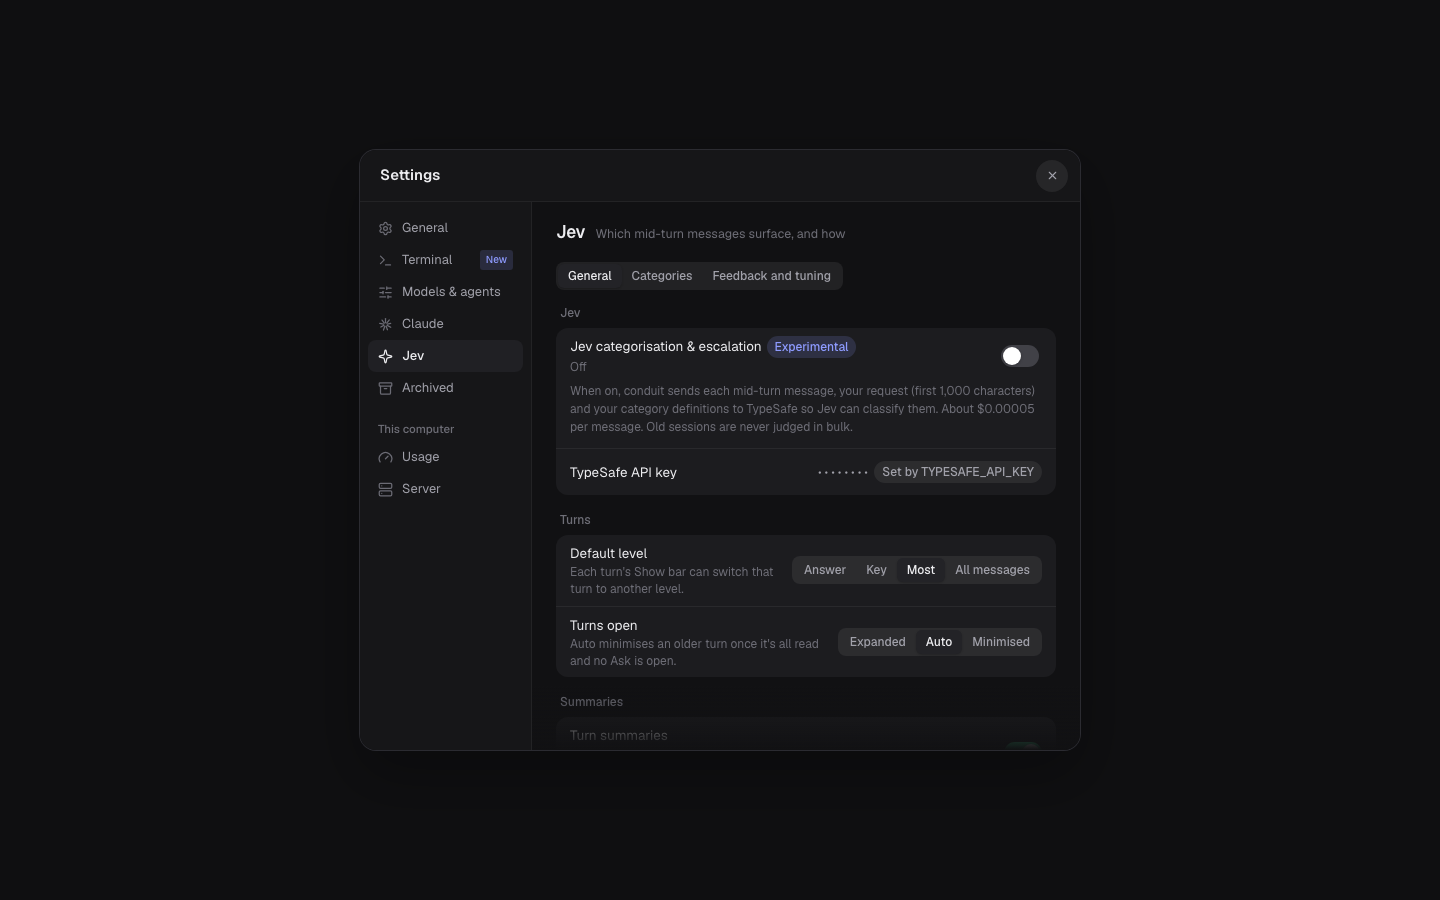 Settings
General
Terminal New
Models & agents
Claude
Jev
Archived
This computer
Usage
Server
Jev Which mid-turn messages surface, and how
General Categories Feedback and tuning
Jev
Jev categorisation & escalation Experimental
Off
When on, conduit sends each mid-turn message, your request (first 1,000 characters)
and your category definitions to TypeSafe so Jev can classify them. About $0.00005
per message. Old sessions are never judged in bulk.
TypeSafe API key ········ Set by TYPESAFE_API_KEY
Turns
Default level
Each turn's Show bar can switch that
turn to another level.
Answer Key Most All messages
Turns open
Auto minimises an older turn once it's all read
and no Ask is open.
Expanded Auto Minimised
Summaries
Turn summaries